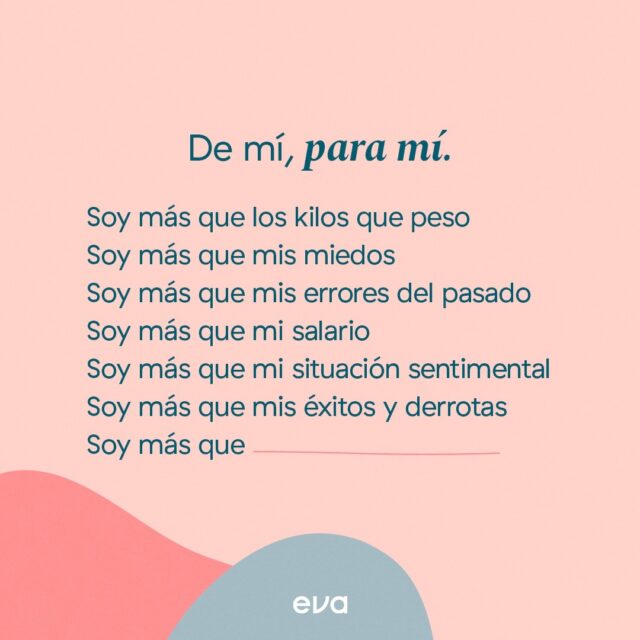 De mí, para mí.
Soy más que los kilos que peso
Soy más que mis miedos
Soy más que mis errores del pasado
Soy más que mi salario
Soy más que mi situación sentimental
Soy más que mis éxitos y derrotas
Soy más que
eva